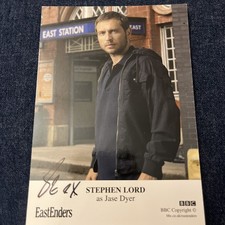 EAST STATION
STEPHEN LORD
as Jase Dyer
EastEnders
BBC
BBC Copyright ©